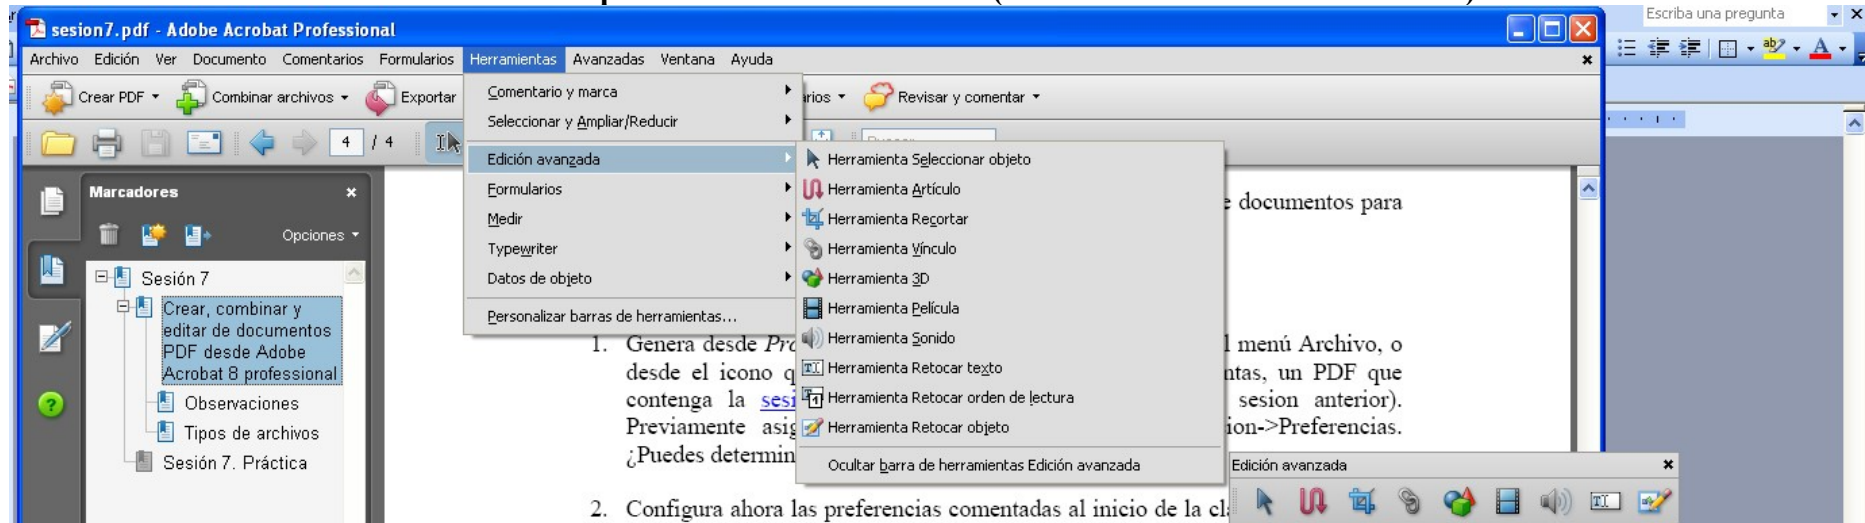 Escriba una pregunta
sesion7.pdf - Adobe Acrobat Professional
Archivo Edición Ver Documento Comentarios Formularios Herramientas Avanzadas Ventana Ayuda
Crear PDF Combinar archivos Exportar Revisar y comentar
4 / 4
Comentario y marca
Seleccionar y Ampliar/Reducir
Edición avanzada
Formularios
Medir
Typewriter
Datos de objeto
Personalizar barras de herramientas...
Herramienta Seleccionar objeto
Herramienta Artículo
Herramienta Recortar
Herramienta Vínculo
Herramienta 3D
Herramienta Película
Herramienta Sonido
Herramienta Retocar texto
Herramienta Retocar orden de lectura
Herramienta Retocar objeto
Ocultar barra de herramientas Edición avanzada
Marcadores
Opciones
Sesión 7
Crear, combinar y
editar de documentos
PDF desde Adobe
Acrobat 8 professional
Observaciones
Tipos de archivos
Sesión 7. Práctica
documentos para
1. Genera desde menú Archivo, o
desde el icono un PDF que
contenga la sesion anterior).
Previamente ->Preferencias.
¿Puedes
2. Configura ahora las preferencias comentadas al inicio de la
Edición avanzada